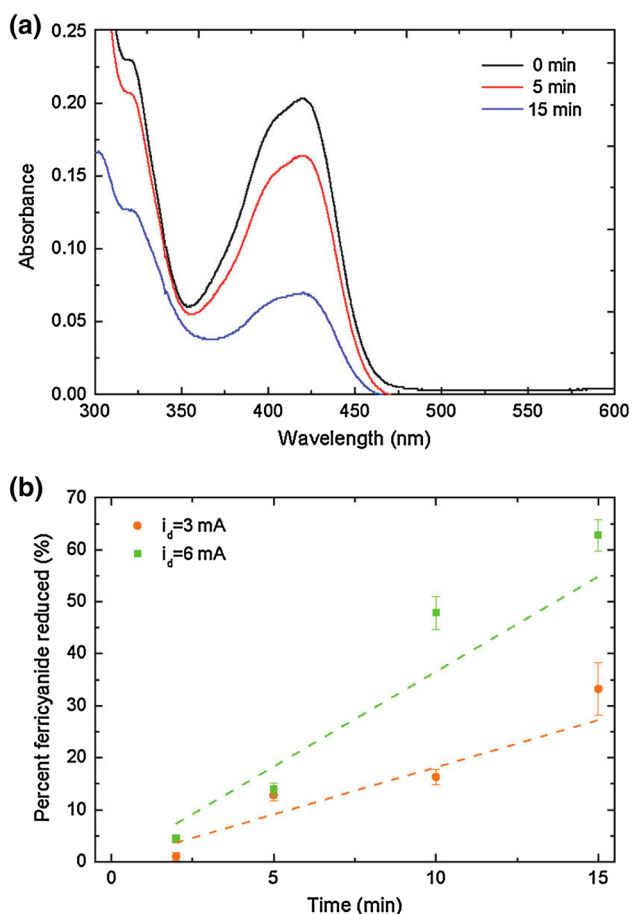 (a)
0.25
0.20
0.15
0.10
0.05
0.00
Absorbance
0 min
5 min
15 min
300 350 400 450 500 550 600
Wavelength (nm)
(b)
70
60
50
40
30
20
10
0
Percent ferricyanide reduced (%)
i_d=3 mA
i_d=6 mA
0 5 10 15
Time (min)